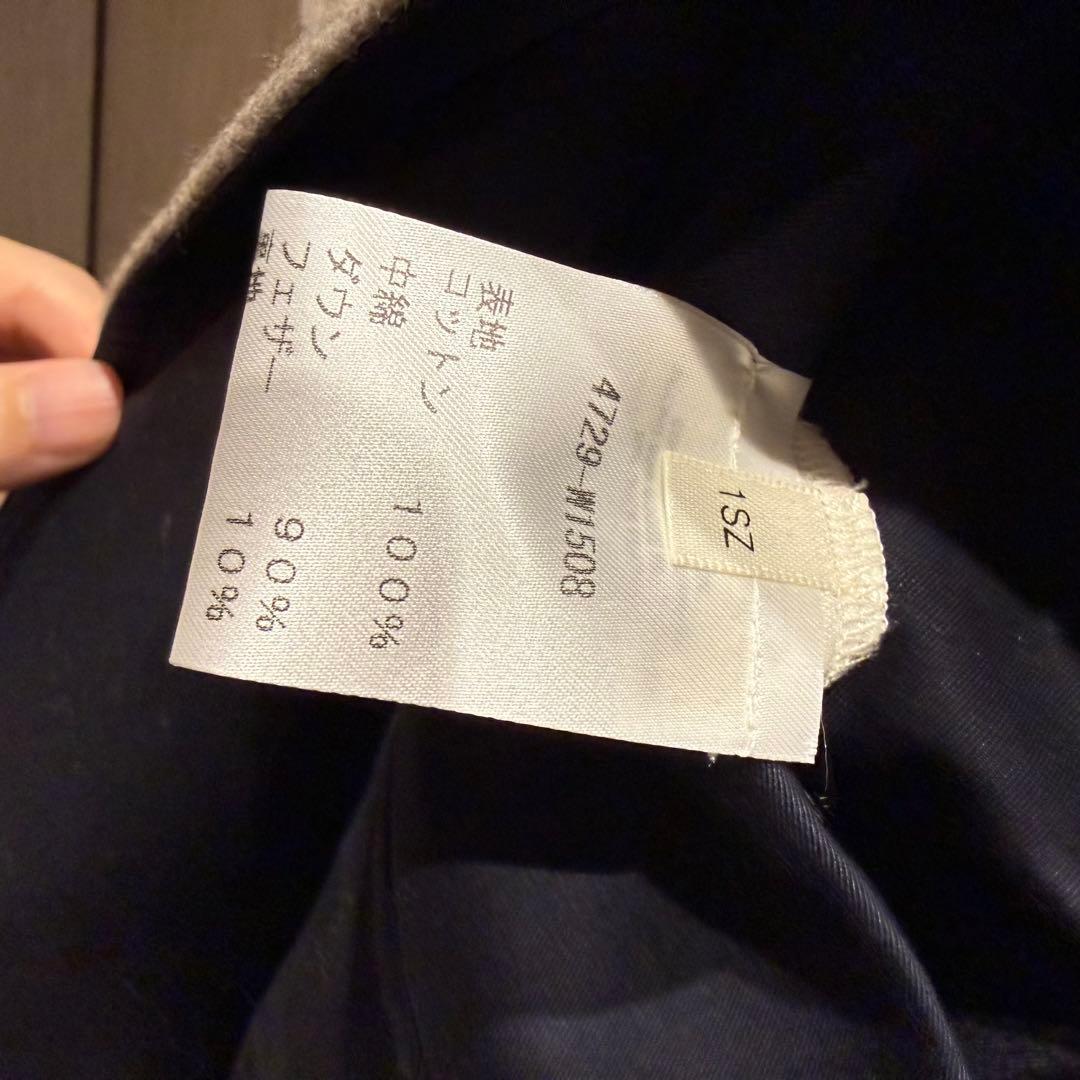 1SZ
4729-W1508
表地
コットン 100%
中綿
ダウン 90%
フェザー 10%